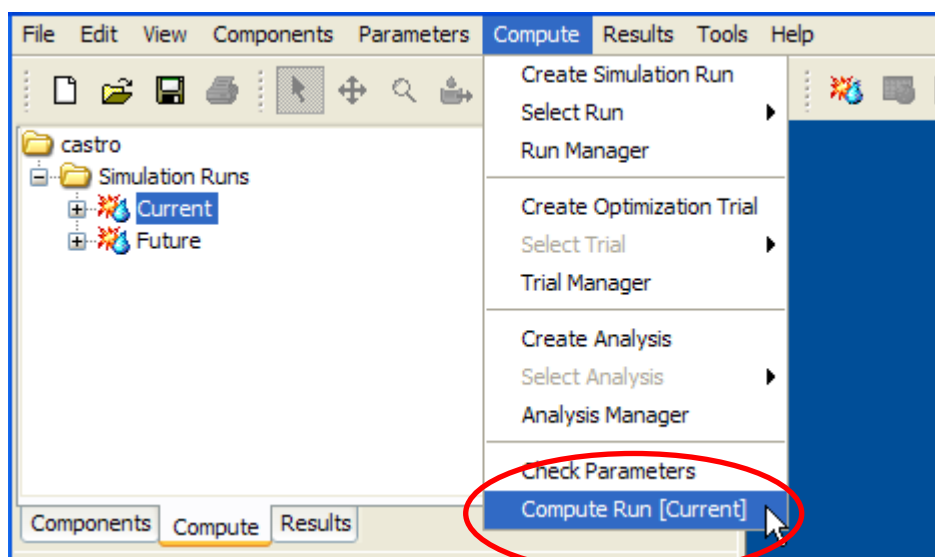 File Edit View Components Parameters Compute Results Tools Help
Create Simulation Run
Select Run
Run Manager
Create Optimization Trial
Select Trial
Trial Manager
Create Analysis
Select Analysis
Analysis Manager
Check Parameters
Compute Run [Current]
castro
Simulation Runs
Current
Future
Components Compute Results